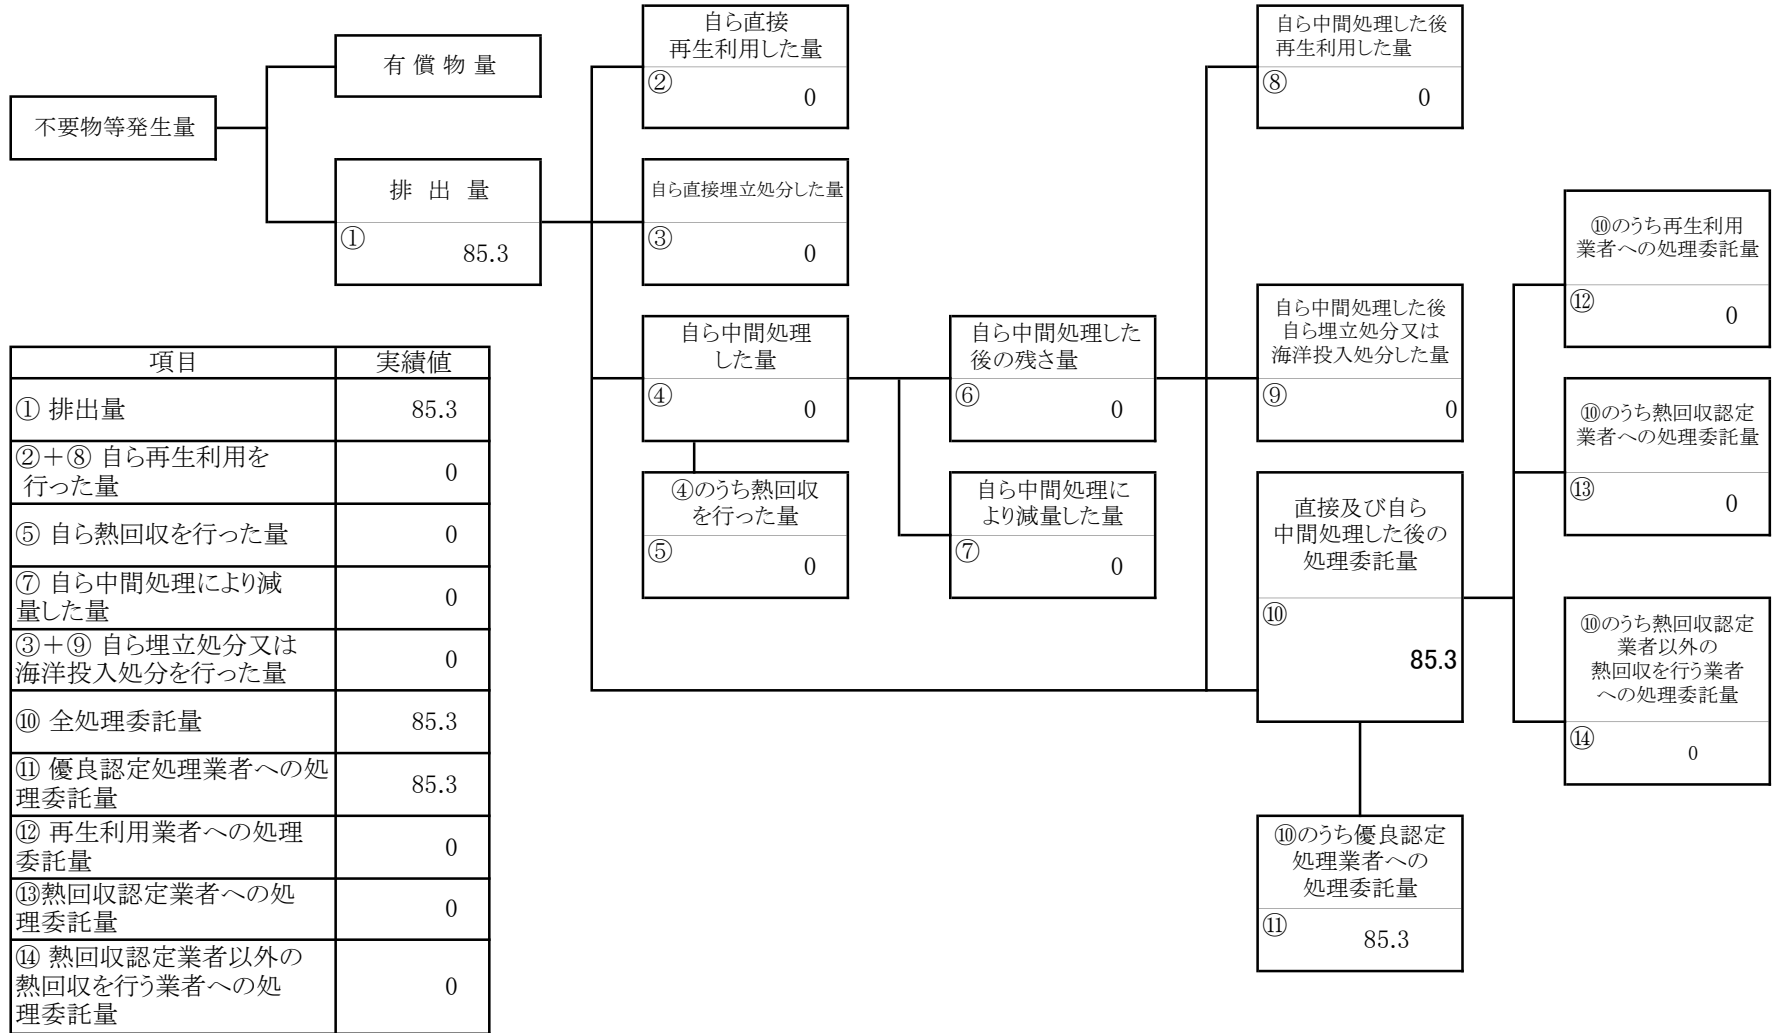 不要物等発生量
有 償 物 量
排 出 量
①
85.3
自ら直接
再生利用した量
②
0
自ら直接埋立処分した量
③
0
自ら中間処理
した量
④
0
④のうち熱回収
を行った量
⑤
0
自ら中間処理した
後の残さ量
⑥
0
自ら中間処理に
より減量した量
⑦
0
自ら中間処理した後
再生利用した量
⑧
0
自ら中間処理した後
自ら埋立処分又は
海洋投入処分した量
⑨
0
直接及び自ら
中間処理した後の
処理委託量
⑩
85.3
⑩のうち優良認定
処理業者への
処理委託量
⑪
85.3
⑩のうち再生利用
業者への処理委託量
⑫
0
⑩のうち熱回収認定
業者への処理委託量
⑬
0
⑩のうち熱回収認定
業者以外の
熱回収を行う業者
への処理委託量
⑭
0
項目 実績値
① 排出量 85.3
②+⑧ 自ら再生利用を
行った量 0
⑤ 自ら熱回収を行った量 0
⑦ 自ら中間処理により減
量した量 0
③+⑨ 自ら埋立処分又は
海洋投入処分を行った量 0
⑩ 全処理委託量 85.3
⑪ 優良認定処理業者への処
理委託量 85.3
⑫ 再生利用業者への処理
委託量 0
⑬熱回収認定業者への処
理委託量 0
⑭ 熱回収認定業者以外の
熱回収を行う業者への処
理委託量 0